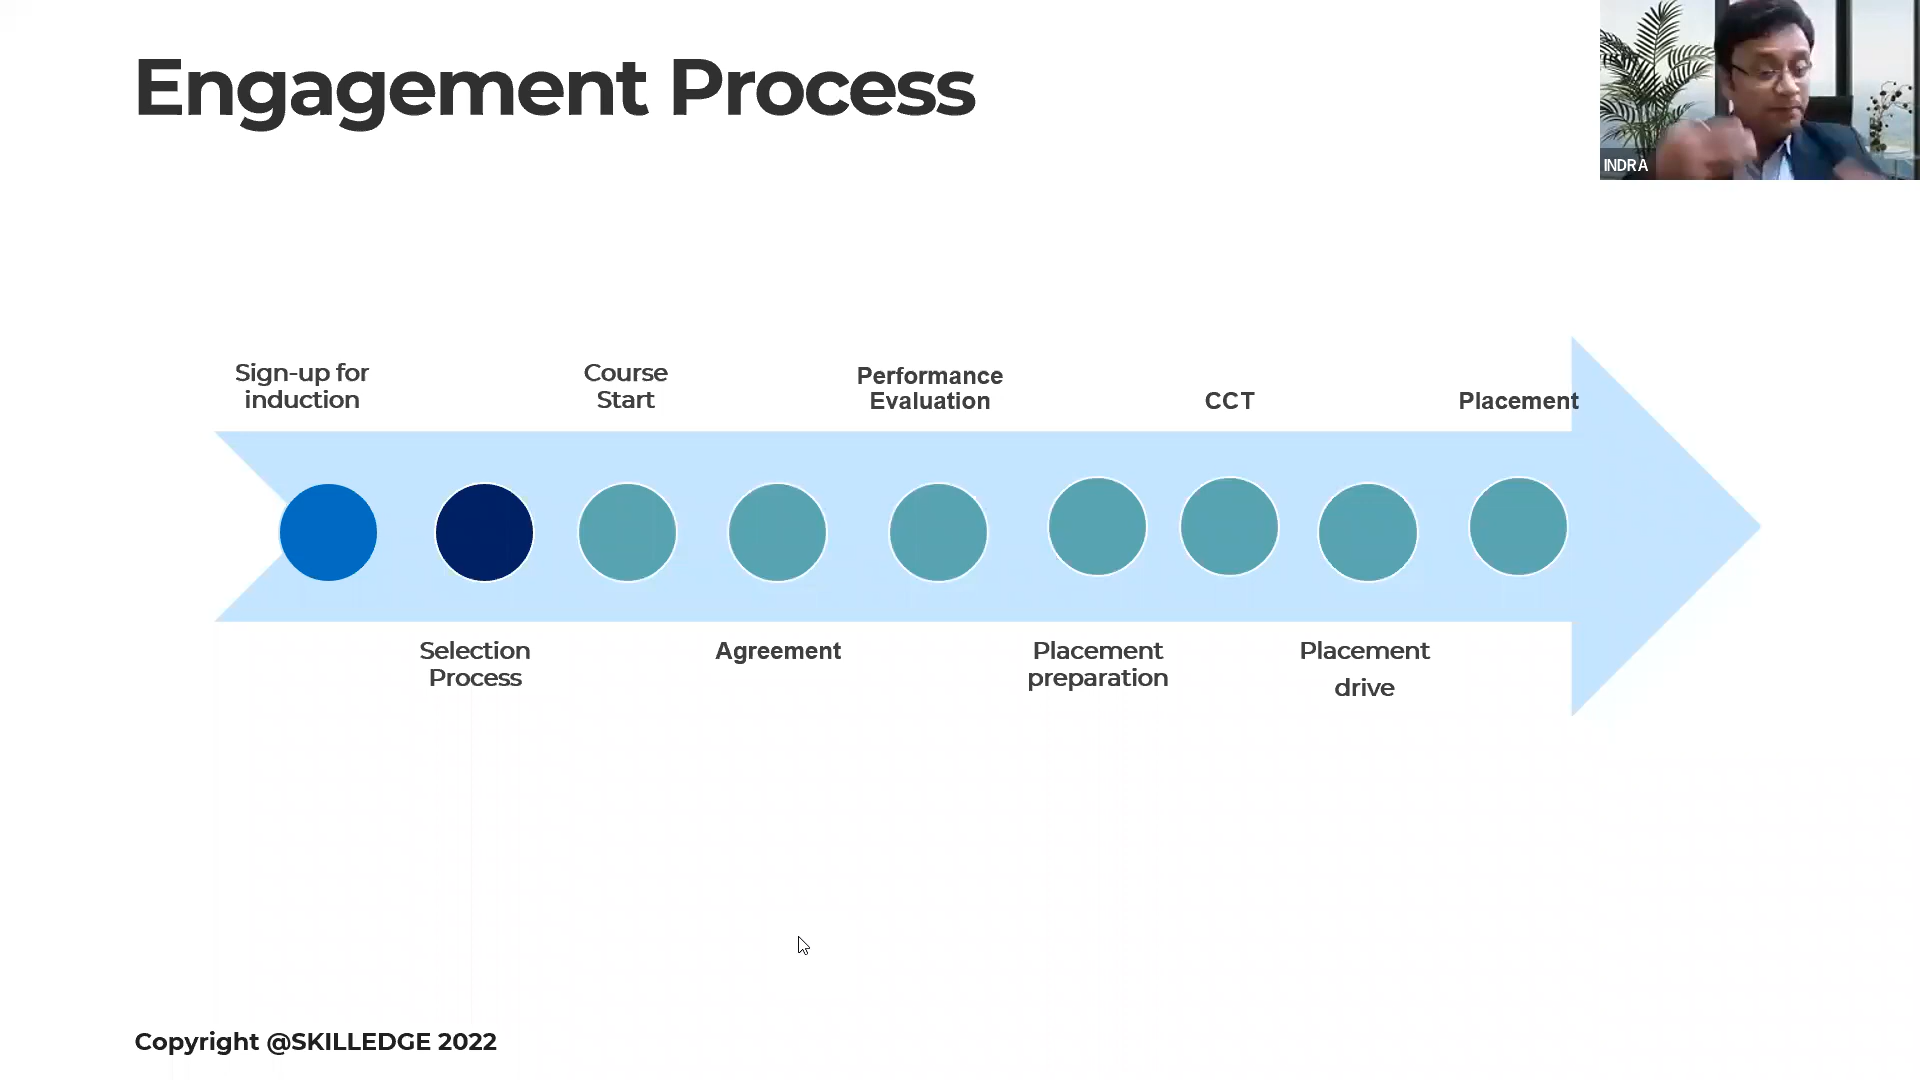 Engagement Process
INDRA
Sign-up for
induction
Course
Start
Performance
Evaluation
CCT
Placement
Selection
Process
Agreement
Placement
preparation
Placement
drive
Copyright @SKILLEDGE 2022